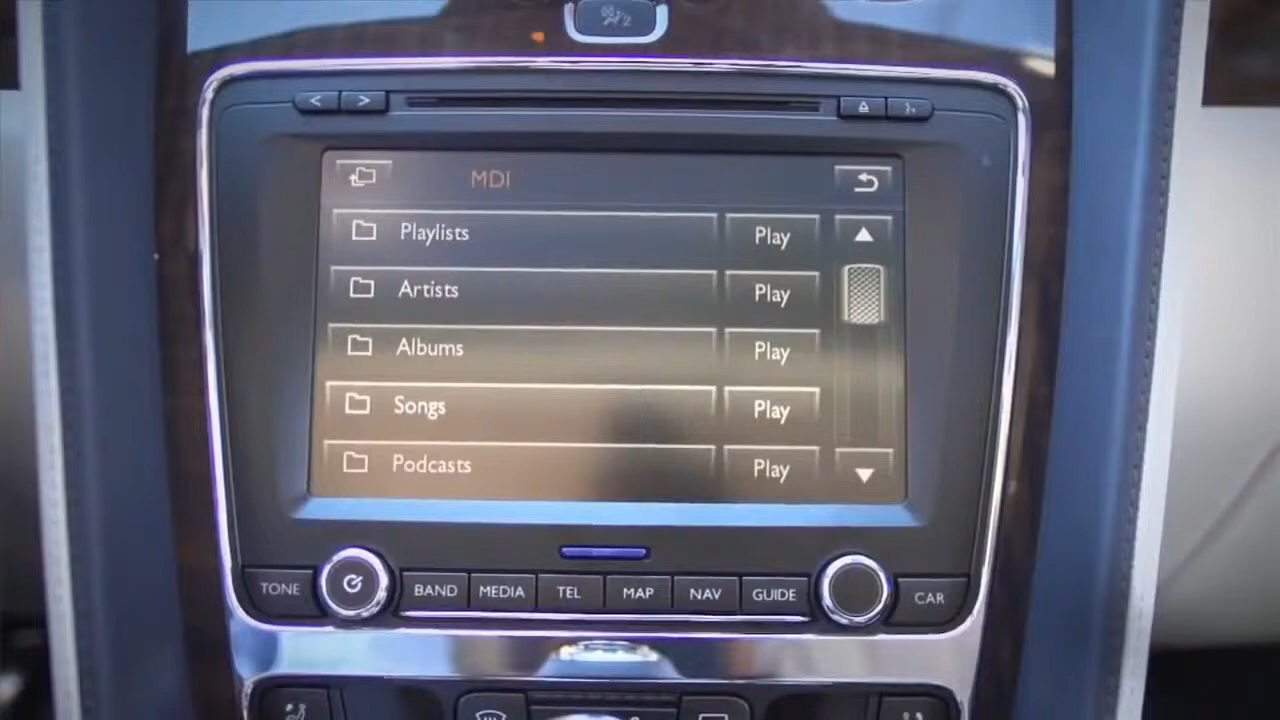 < >
MDI
Playlists Play
Artists Play
Albums Play
Songs Play
Podcasts Play
TONE BAND MEDIA TEL MAP NAV GUIDE CAR